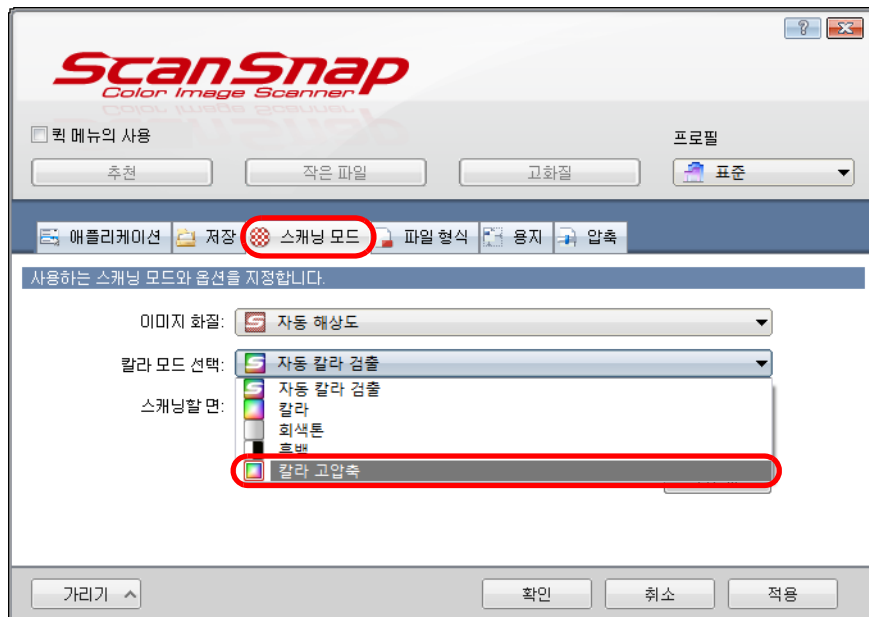 ScanSnap
Color Image Scanner
퀵 메뉴의 사용
프로필
추천
작은 파일
고화질
표준
애플리케이션
저장
스캐닝 모드
파일 형식
용지
압축
사용하는 스캐닝 모드와 옵션을 지정합니다.
이미지 화질:
자동 해상도
칼라 모드 선택:
자동 칼라 검출
자동 칼라 검출
스캐닝할 면:
칼라
회색톤
흑백
칼라 고압축
가리기
확인
취소
적용